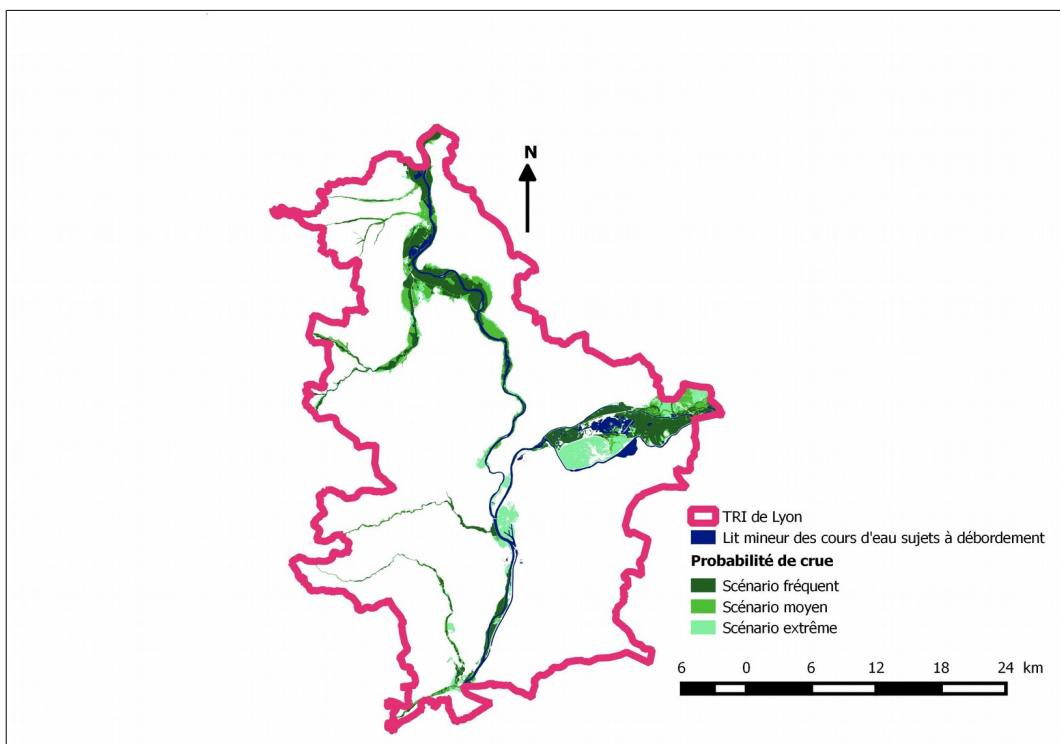 N
TRI de Lyon
Lit mineur des cours d'eau sujets à débordement
Probabilité de crue
Scénario fréquent
Scénario moyen
Scénario extrême
6 0 6 12 18 24 km